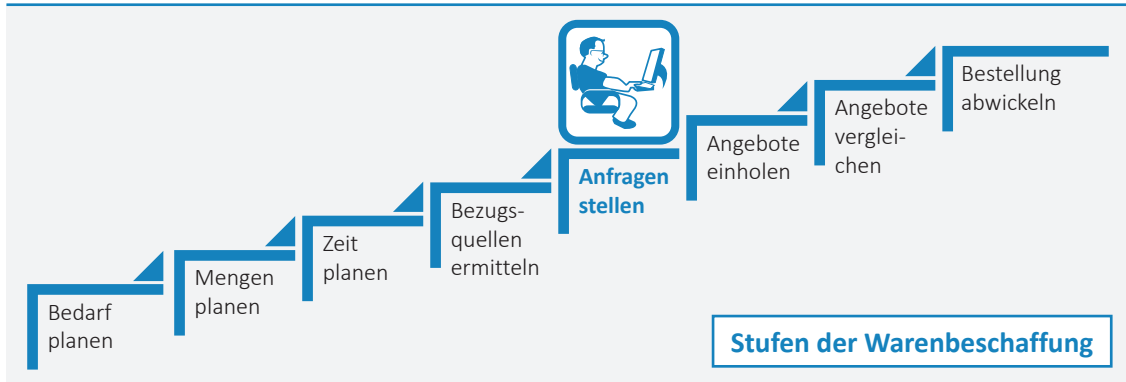 Bedarf
planen
Mengen
planen
Zeit
planen
Bezugs-
quellen
ermitteln
Anfragen
stellen
Angebote
einholen
Angebote
verglei-
chen
Bestellung
abwickeln
Stufen der Warenbeschaffung